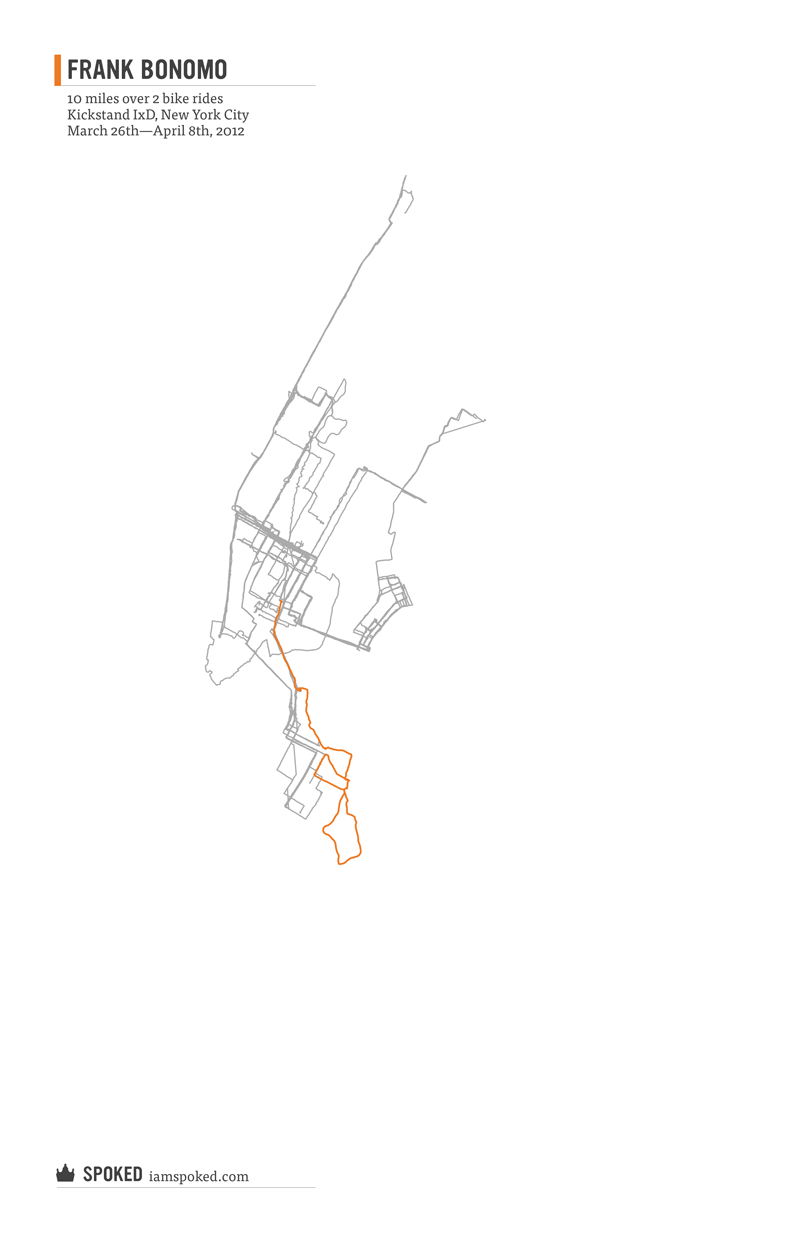 FRANK BONOMO
10 miles over 2 bike rides
Kickstand IxD, New York City
March 26th—April 8th, 2012
SPOKED iamspoked.com